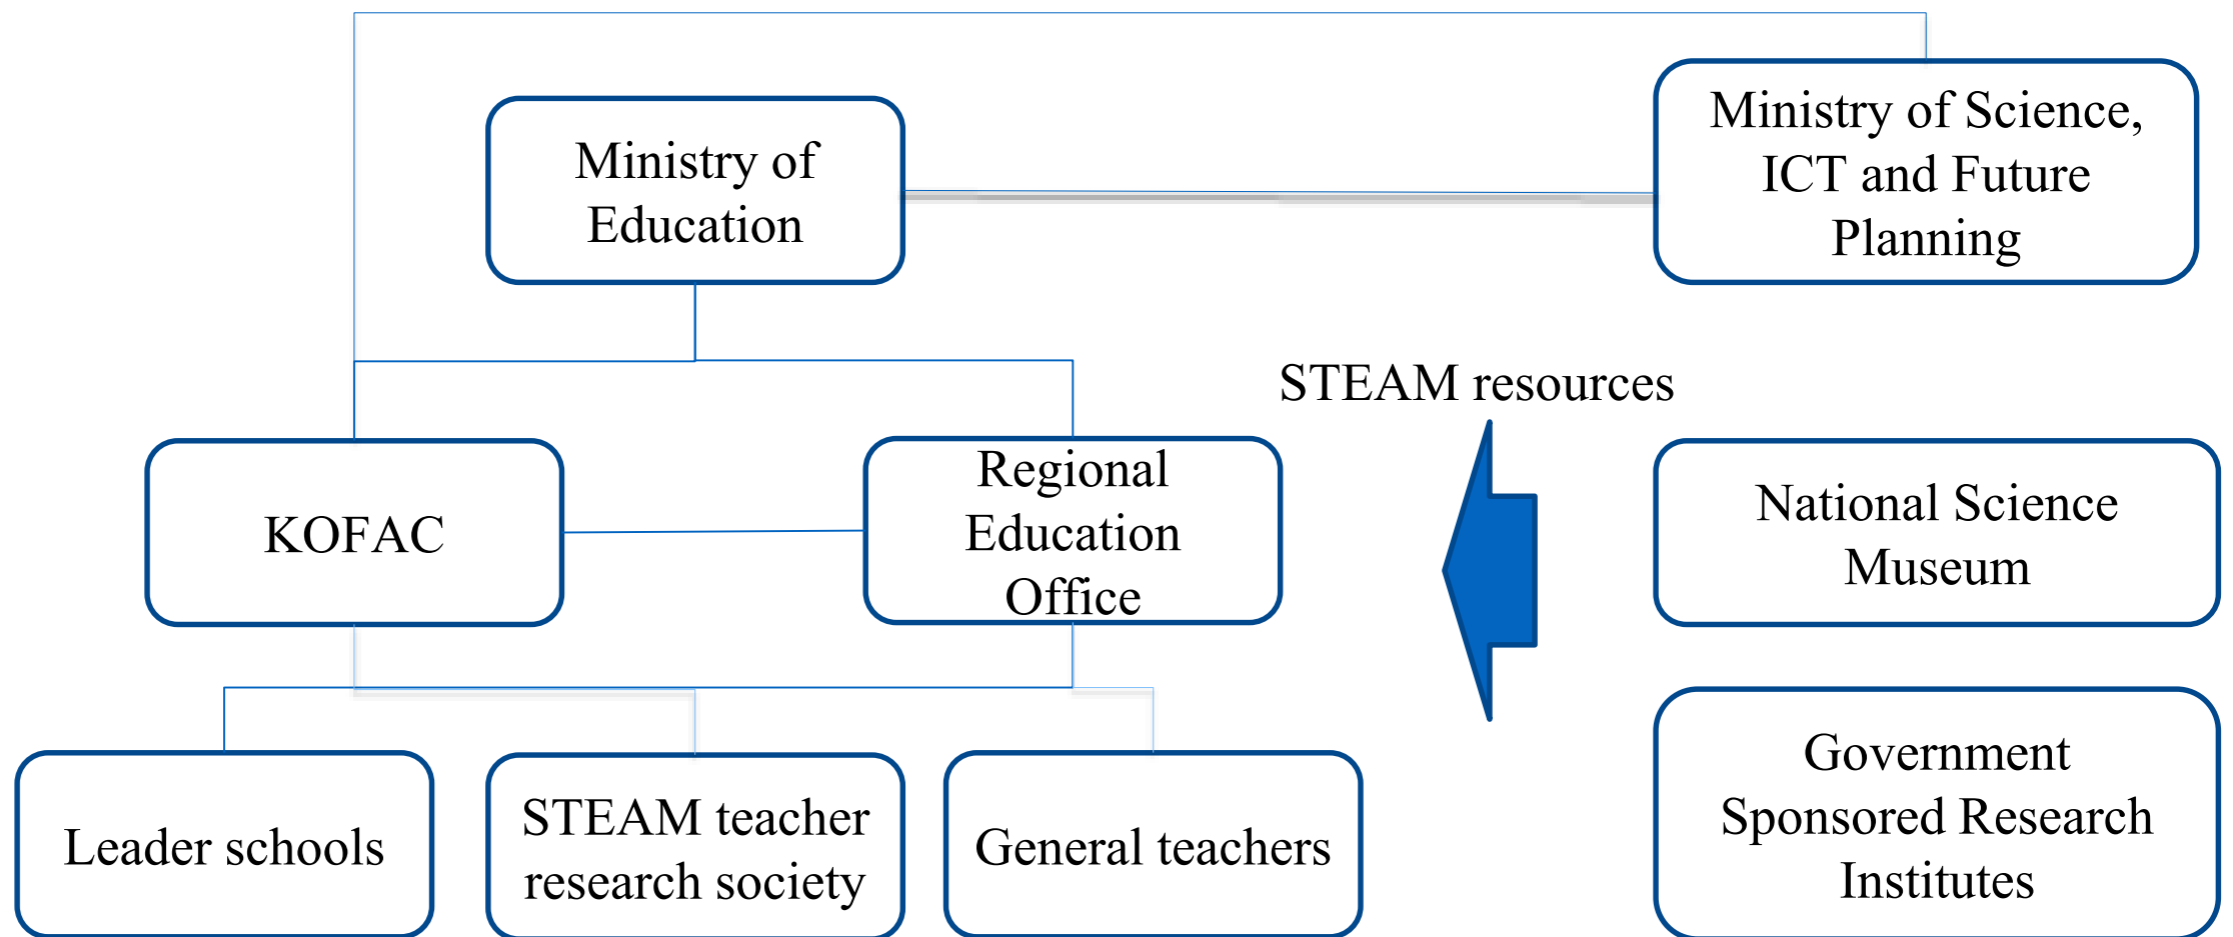 Ministry of
Education
Ministry of Science,
ICT and Future
Planning
STEAM resources
KOFAC
Regional
Education
Office
National Science
Museum
Leader schools
STEAM teacher
research society
General teachers
Government
Sponsored Research
Institutes